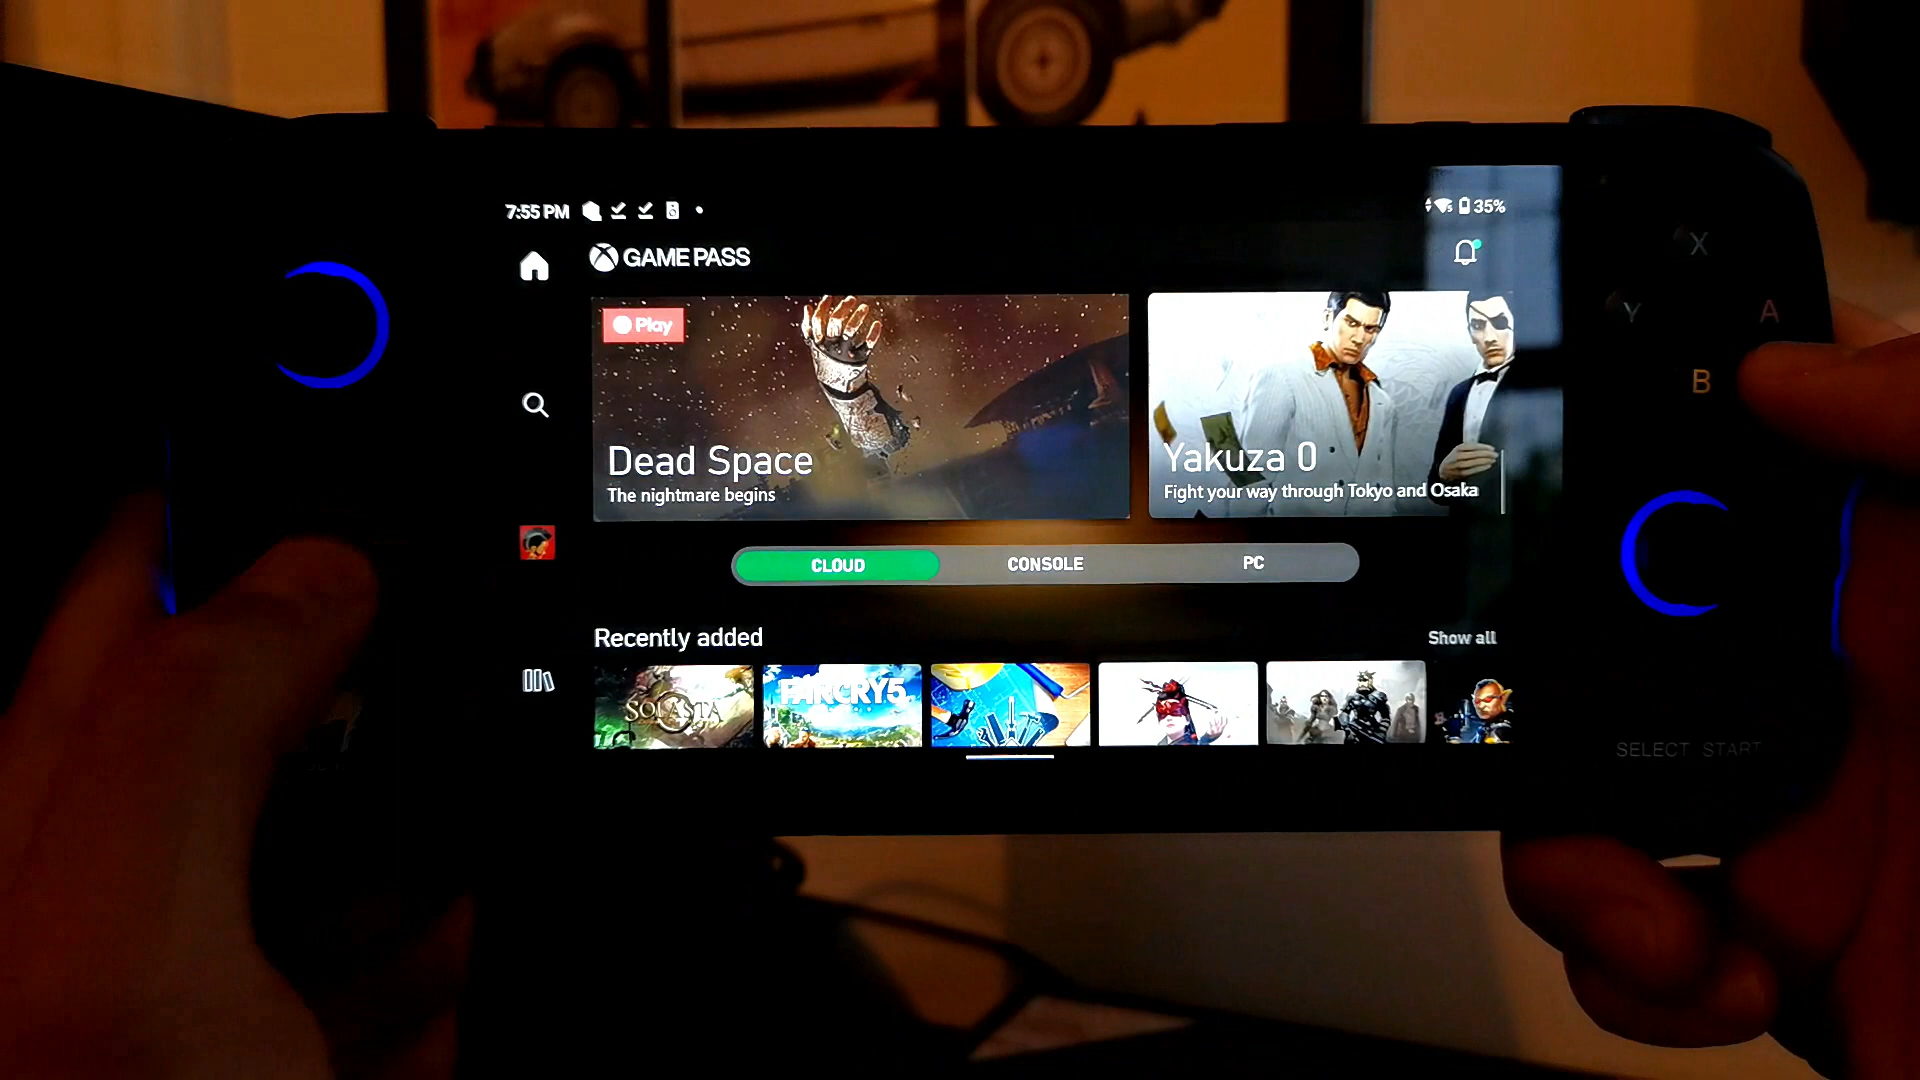 7:55 PM
35%
GAME PASS
Play
Dead Space
The nightmare begins
Yakuza 0
Fight your way through Tokyo and Osaka
CLOUD
CONSOLE
PC
Recently added
Show all
SOLASTA
FARCRY5
X
Y
A
B
SELECT START